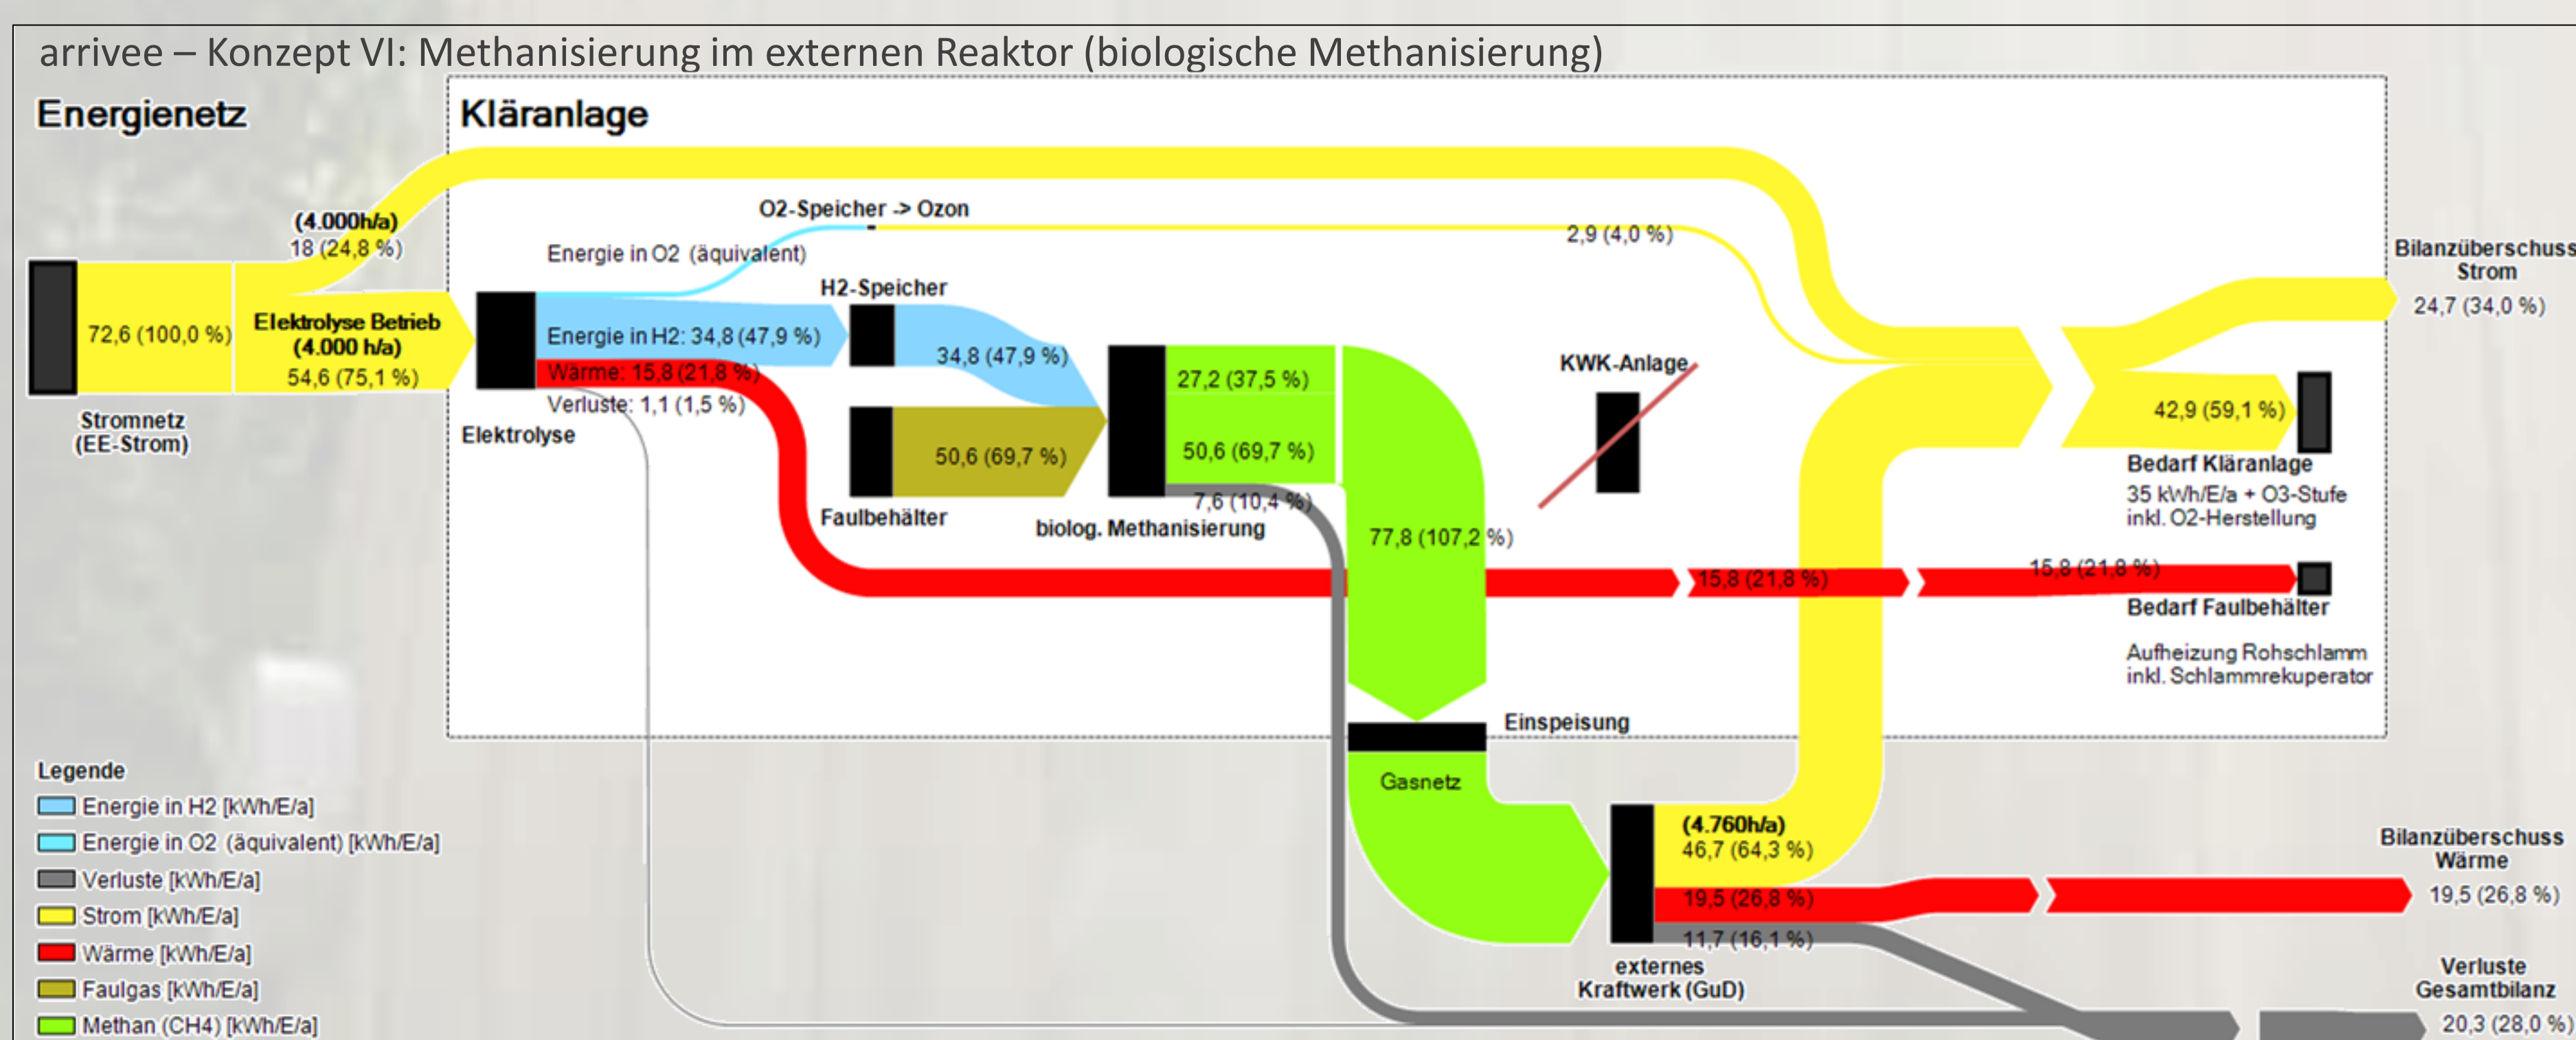 arrivee – Konzept VI: Methanisierung im externen Reaktor (biologische Methanisierung)
Energienetz
Kläranlage
(4.000h/a)
18 (24,8 %)
72,6 (100,0 %)
Elektrolyse Betrieb
(4.000 h/a)
54,6 (75,1 %)
Stromnetz
(EE-Strom)
Elektrolyse
O2-Speicher -> Ozon
Energie in O2 (äquivalent)
2,9 (4,0 %)
H2-Speicher
Energie in H2: 34,8 (47,9 %)
34,8 (47,9 %)
Wärme: 15,8 (21,8 %)
Verluste: 1,1 (1,5 %)
50,6 (69,7 %)
Faulbehälter
27,2 (37,5 %)
50,6 (69,7 %)
7,6 (10,4 %)
biolog. Methanisierung
77,8 (107,2 %)
KWK-Anlage
Bilanzüberschuss
Strom
24,7 (34,0 %)
42,9 (59,1 %)
Bedarf Kläranlage
35 kWh/E/a + O3-Stufe
inkl. O2-Herstellung
15,8 (21,8 %)
15,8 (21,8 %)
Bedarf Faulbehälter
Aufheizung Rohschlamm
inkl. Schlammrekuperator
Einspeisung
Gasnetz
(4.760h/a)
46,7 (64,3 %)
19,5 (26,8 %)
11,7 (16,1 %)
externes
Kraftwerk (GuD)
Bilanzüberschuss
Wärme
19,5 (26,8 %)
Verluste
Gesamtbilanz
20,3 (28,0 %)
Legende
Energie in H2 [kWh/E/a]
Energie in O2 (äquivalent) [kWh/E/a]
Verluste [kWh/E/a]
Strom [kWh/E/a]
Wärme [kWh/E/a]
Faulgas [kWh/E/a]
Methan (CH4) [kWh/E/a]